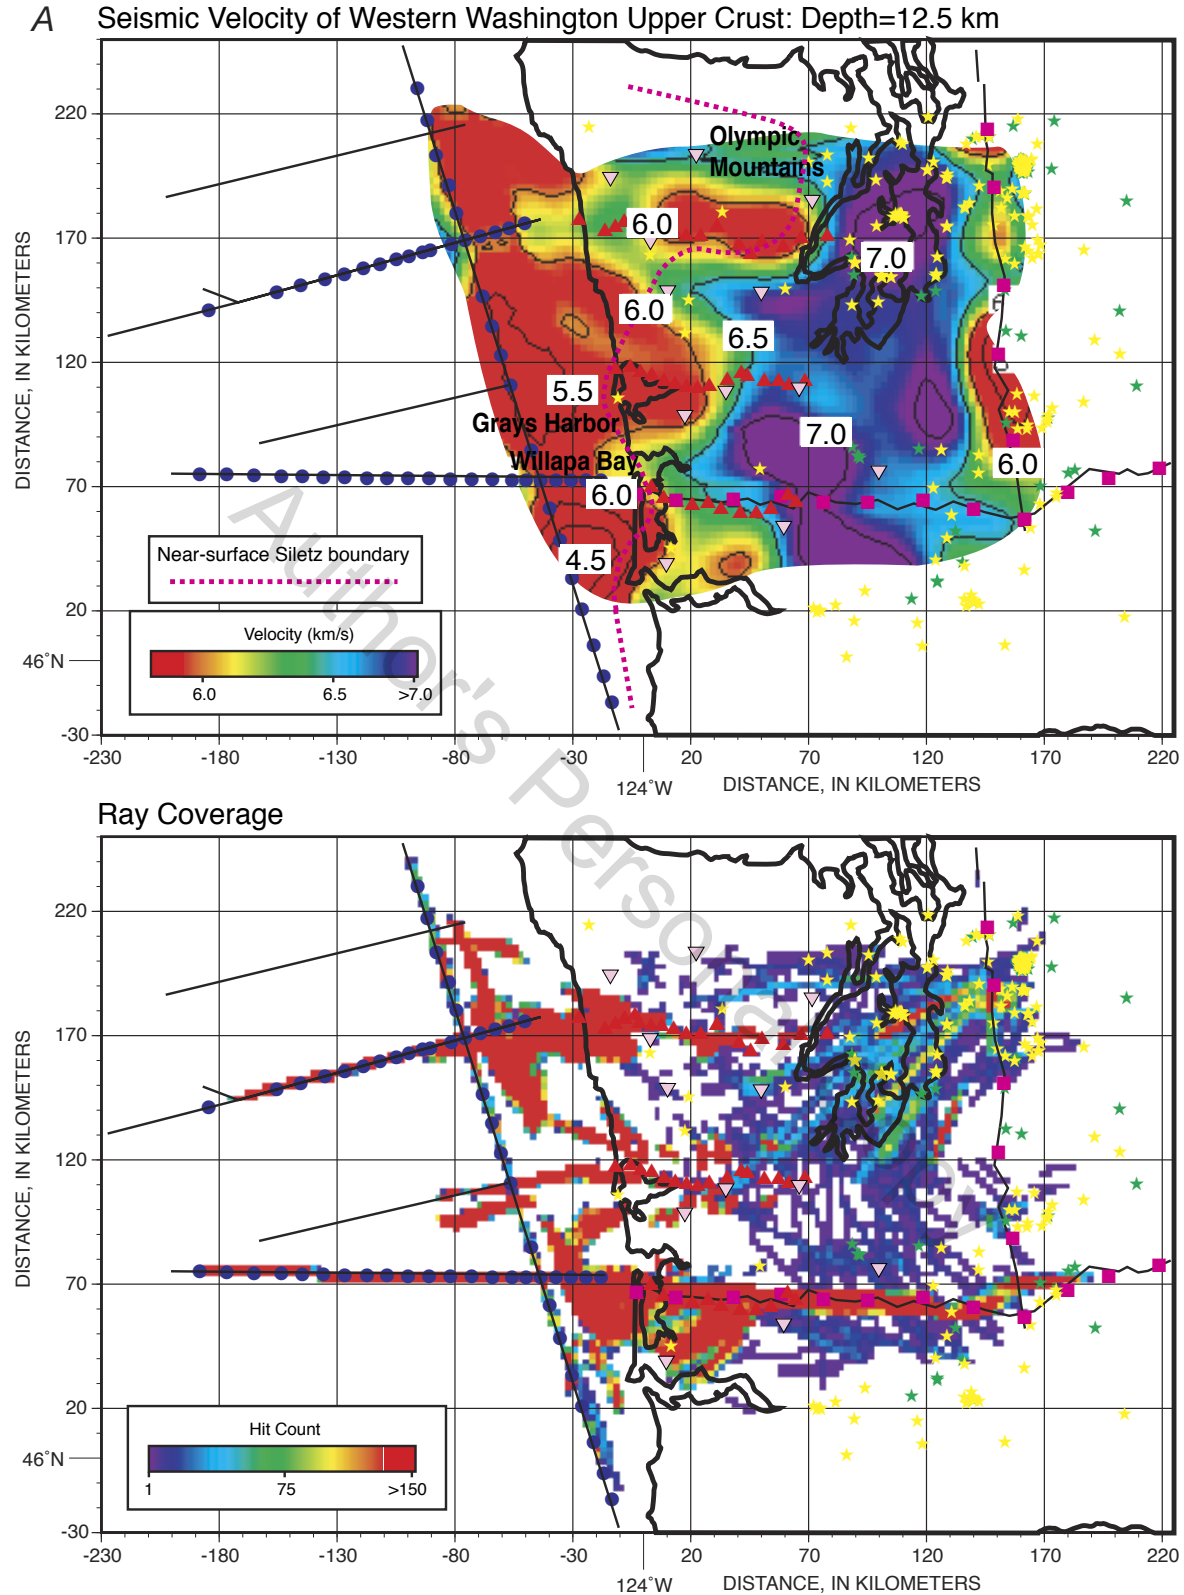 A Seismic Velocity of Western Washington Upper Crust: Depth=12.5 km
DISTANCE, IN KILOMETERS
220
170
120
70
20
46°N
-30
Olympic
Mountains
6.0
7.0
6.0
6.5
5.5
Grays Harbor
7.0
Willapa Bay
6.0
6.0
4.5
Near-surface Siletz boundary
Velocity (km/s)
6.0 6.5 >7.0
-230 -180 -130 -80 -30 20 70 120 170 220
124°W
DISTANCE, IN KILOMETERS
Ray Coverage
DISTANCE, IN KILOMETERS
220
170
120
70
20
46°N
-30
Hit Count
1 75 >150
-230 -180 -130 -80 -30 20 70 120 170 220
124°W
DISTANCE, IN KILOMETERS
Author's Personal